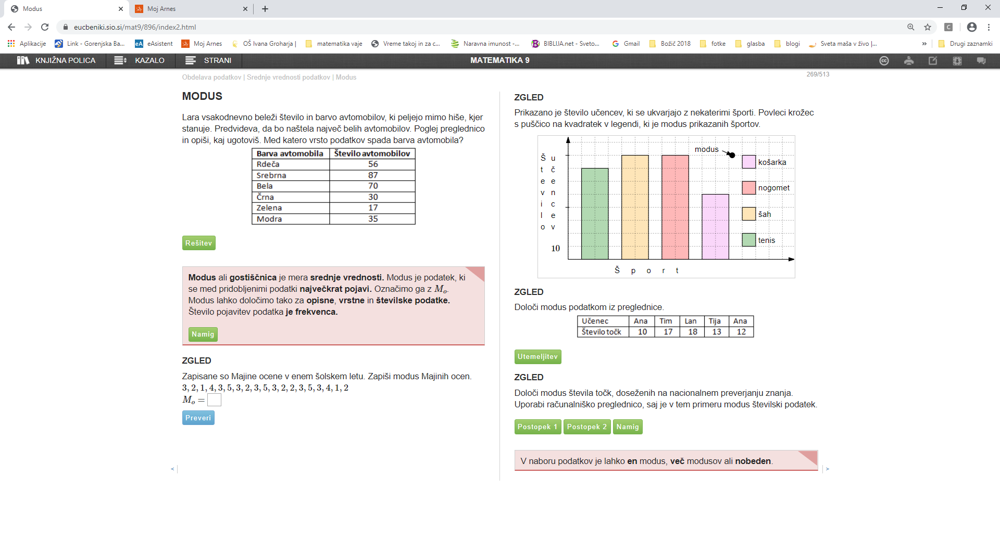 Modus
Moj Arnes
eucbeniki.sio.si/mat9/896/index2.html
Aplikacije
Link - Gorenjska Ba...
eAsistent
Moj Arnes
OŠ Ivana Groharja |
matematika vaje
Vreme takoj in za c...
Naravna imunost -...
BIBLIJA.net - Sveto...
Gmail
Božič 2018
fotke
glasba
blogi
Sveta maša v živo |...
»
Drugi zaznamki
KNJIŽNA POLICA
KAZALO
STRANI
MATEMATIKA 9
Obdelava podatkov | Srednje vrednosti podatkov | Modus
269/513
MODUS
Lara vsakodnevno beleži število in barvo avtomobilov, ki peljejo mimo hiše, kjer
stanuje. Predvideva, da bo naštela največ belih avtomobilov. Poglej preglednico
in opiši, kaj ugotoviš. Med katero vrsto podatkov spada barva avtomobila?
Barva avtomobila Število avtomobilov
Rdeča 56
Srebrna 87
Bela 70
Črna 30
Zelena 17
Modra 35
Rešitev
Modus ali gostiščnica je mera srednje vrednosti. Modus je podatek, ki
se med pridobljenimi podatki največkrat pojavi. Označimo ga z Mₒ.
Modus lahko določimo tako za opisne, vrstne in številske podatke.
Število pojavitev podatka je frekvenca.
Namig
ZGLED
Zapisane so Majine ocene v enem šolskem letu. Zapiši modus Majinih ocen.
3, 2, 1, 4, 3, 5, 3, 2, 3, 5, 3, 2, 2, 3, 5, 3, 4, 1, 2
Mₒ =
Preveri
<
ZGLED
Prikazano je število učencev, ki se ukvarjajo z nekaterimi športi. Povleci krožec
s puščico na kvadratek v legendi, ki je modus prikazanih športov.
Število
učencev
10
modus
košarka
nogomet
šah
tenis
Š p o r t
ZGLED
Določi modus podatkom iz preglednice.
Učenec Ana Tim Lan Tija Ana
Število točk 10 17 18 13 12
Utemeljitev
ZGLED
Določi modus števila točk, doseženih na nacionalnem preverjanju znanja.
Uporabi računalniško preglednico, saj je v tem primeru modus številski podatek.
Postopek 1 Postopek 2 Namig
V naboru podatkov je lahko en modus, več modusov ali nobeden.
>